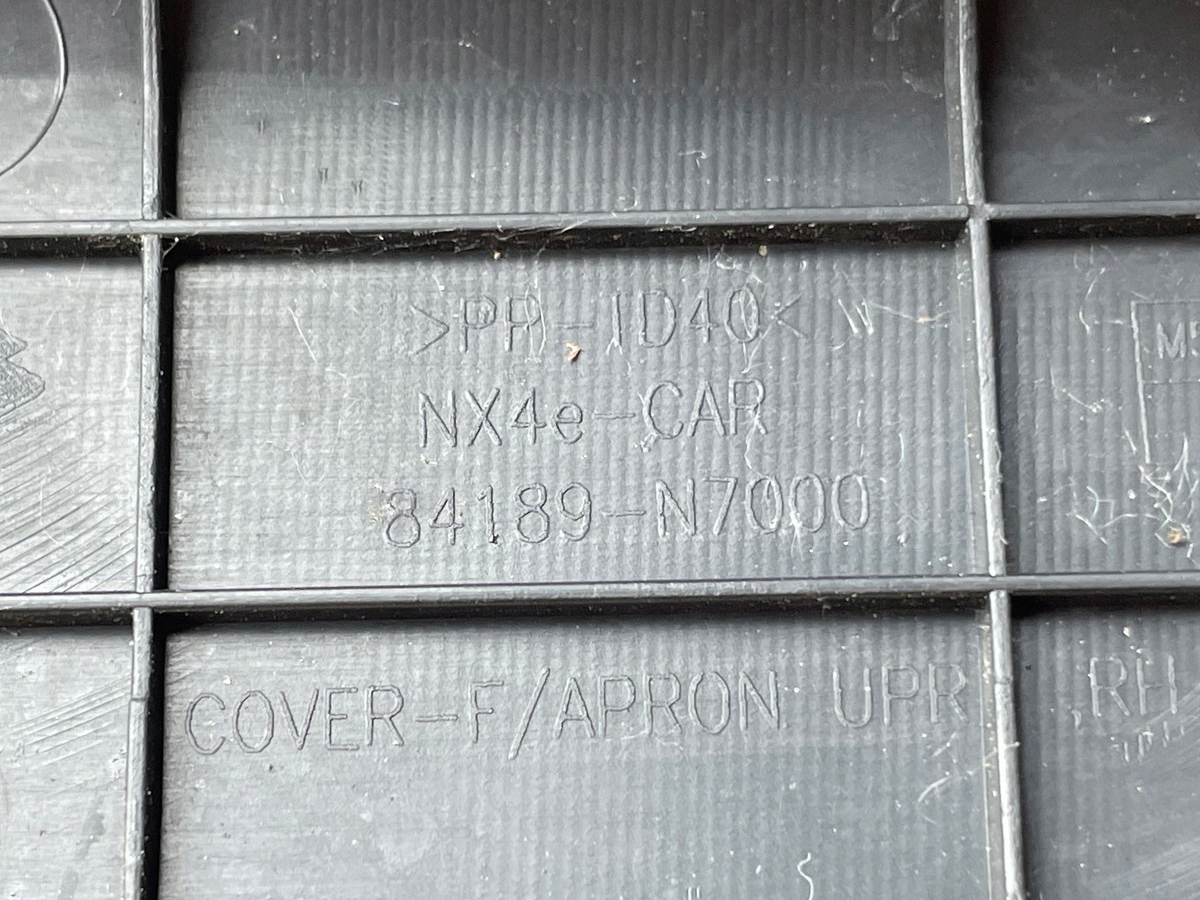 >PP-TD40<
NX4e-CAR
84189-N7000
COVER-F/APRON UPR RH